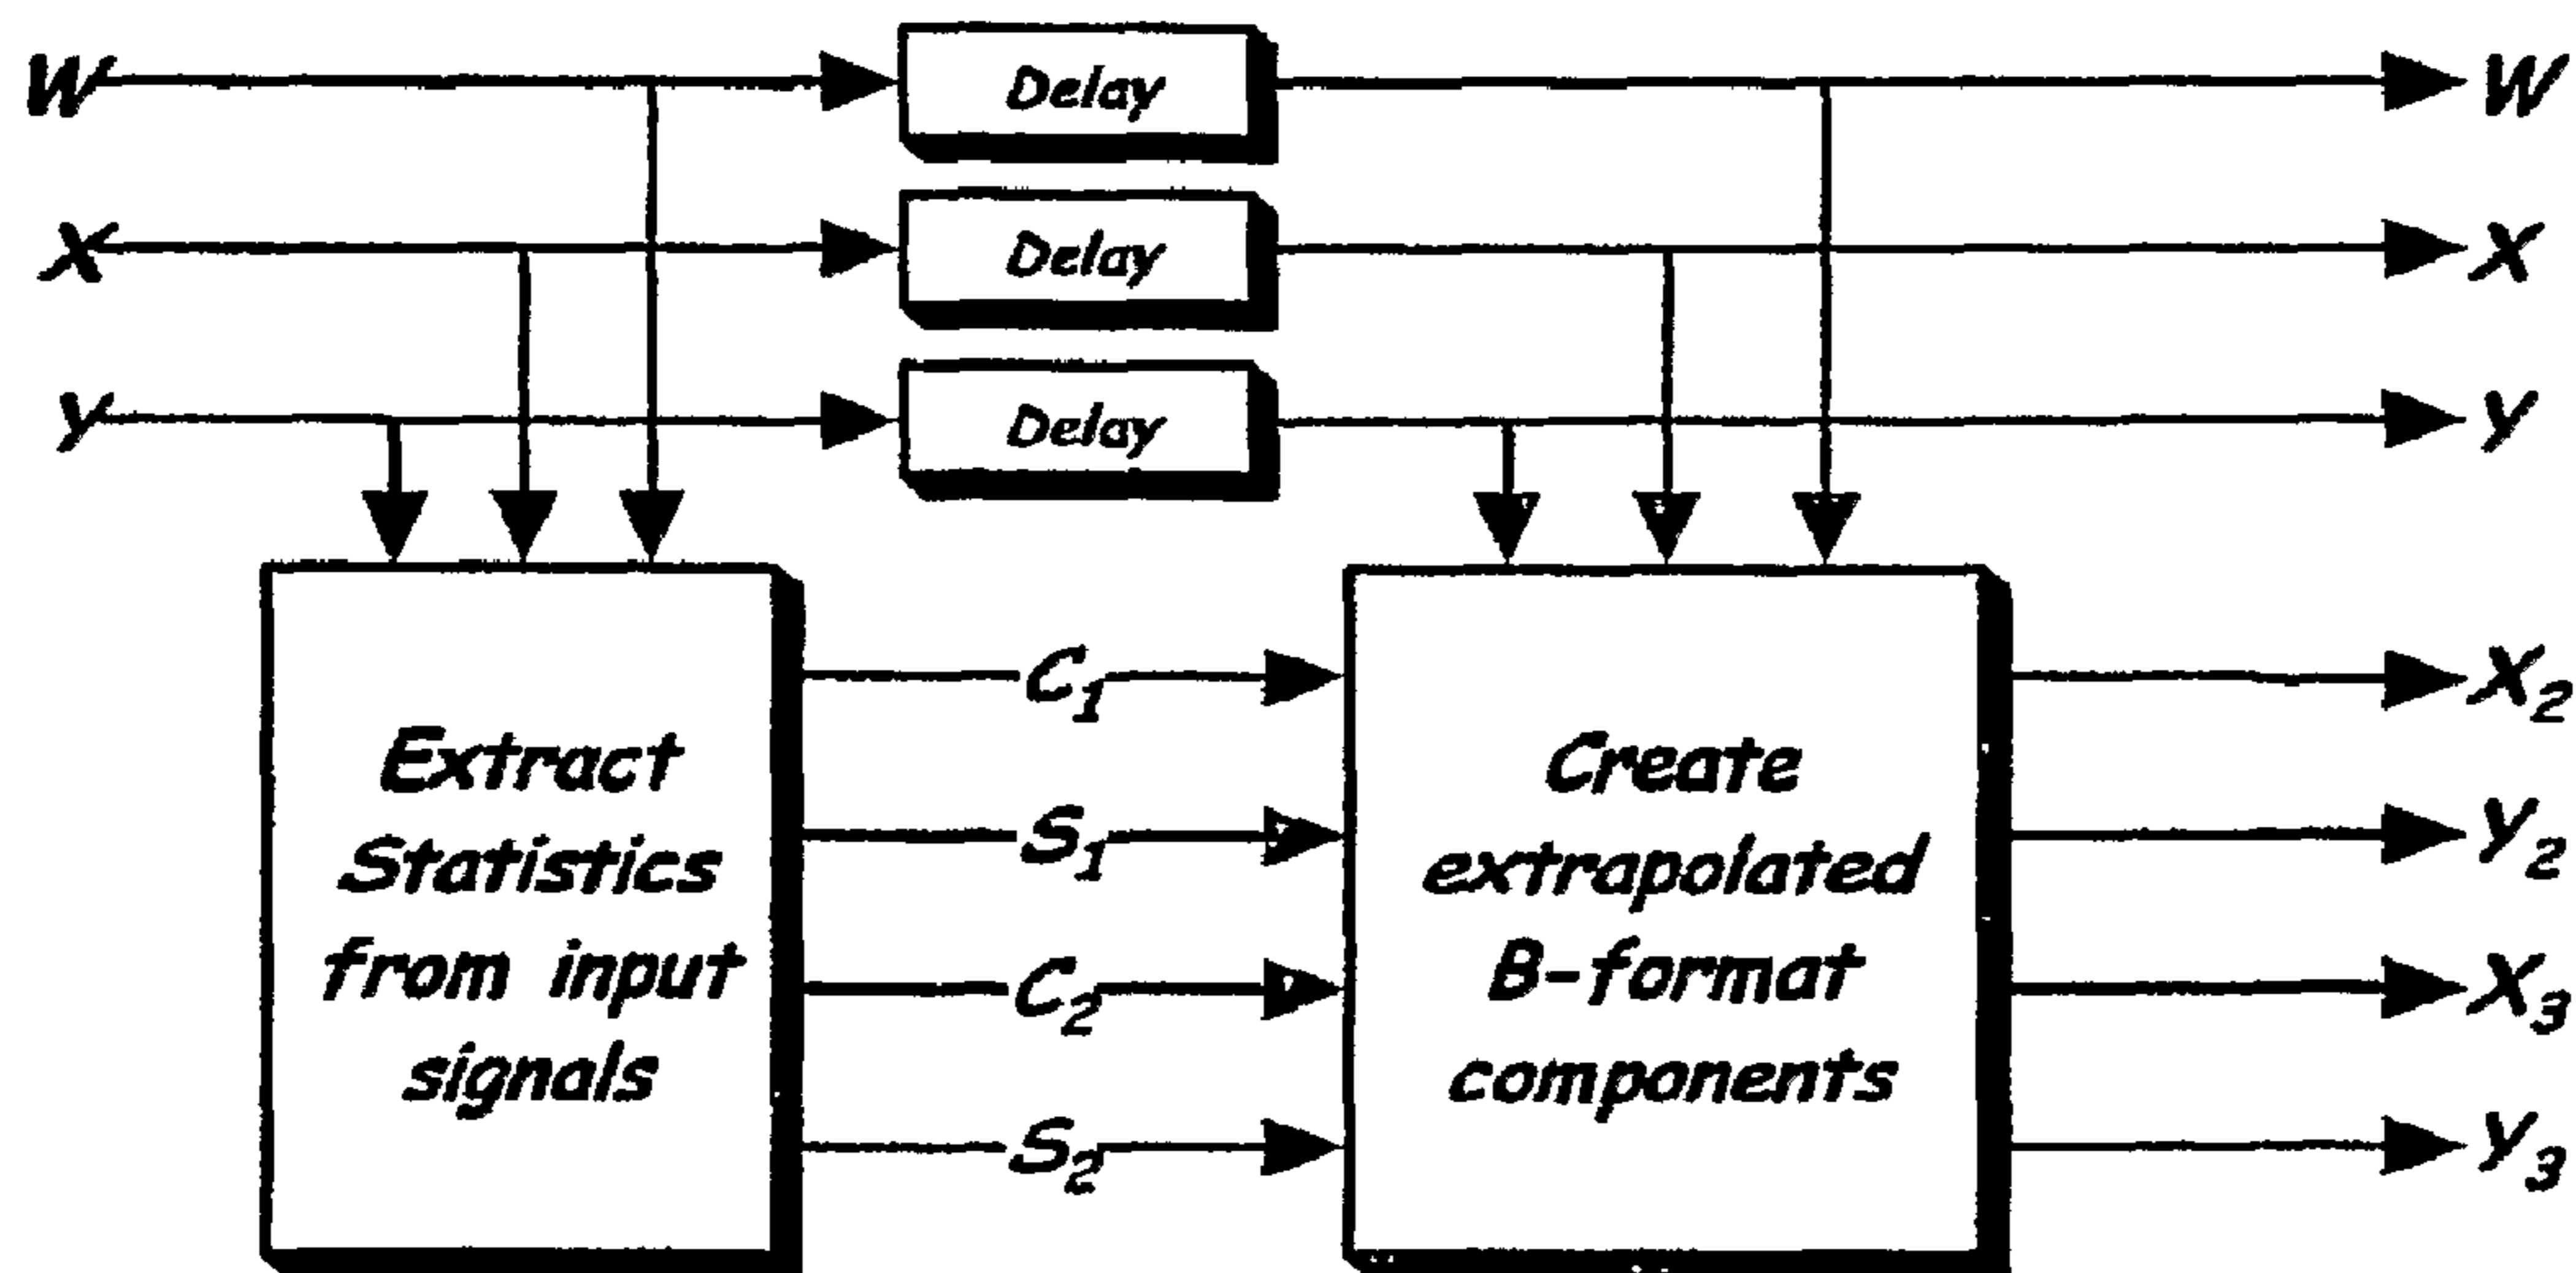 W
Delay
W
X
Delay
X
Y
Delay
Y
Extract
Statistics
from input
signals
C1
S1
C2
S2
Create
extrapolated
B-format
components
X2
Y2
X3
Y3